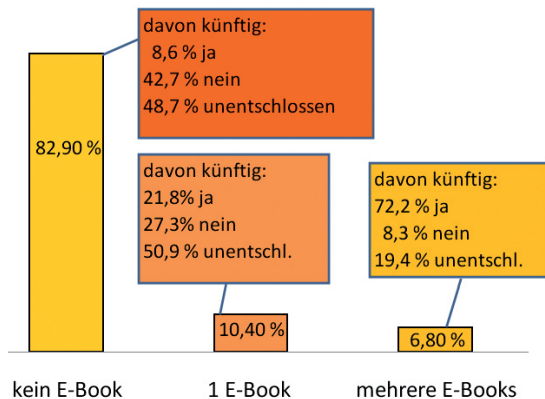 davon künftig:
8,6 % ja
42,7 % nein
48,7 % unentschlossen
82,90 %
davon künftig:
21,8% ja
27,3% nein
50,9 % unentschl.
davon künftig:
72,2 % ja
8,3 % nein
19,4 % unentschl.
10,40 %
6,80 %
kein E-Book
1 E-Book
mehrere E-Books